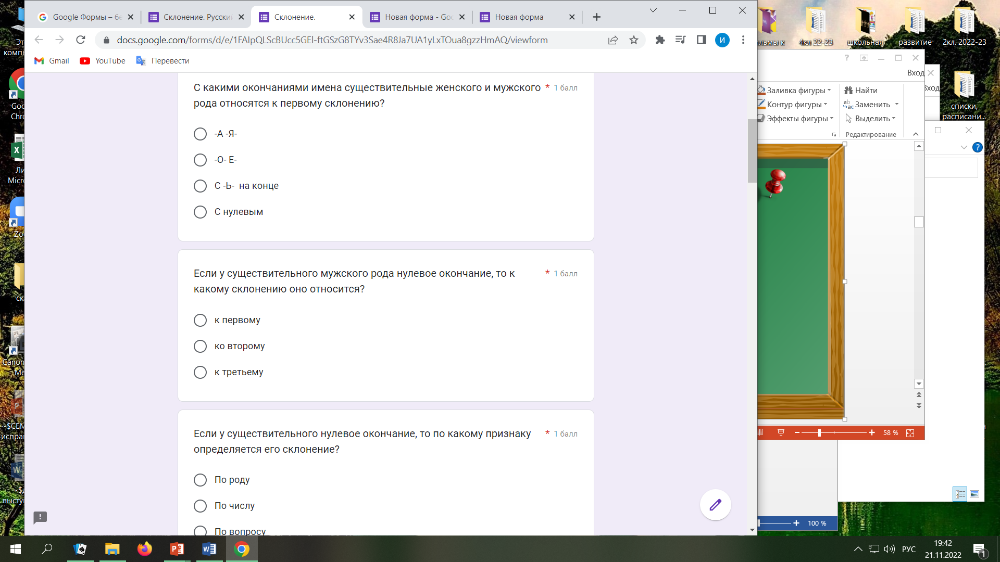 Google Формы – бе
Склонение. Русски
Склонение.
Новая форма - Goo
Новая форма
docs.google.com/forms/d/e/1FAIpQLScBUcc5GEl-ftGSzG8TYv3Sae4R8Ja7UA1yLxTOua8gzzHmAQ/viewform
И
Gmail
YouTube
Перевести
С какими окончаниями имена существительные женского и мужского
рода относятся к первому склонению?
* 1 балл
-А -Я-
-О- Е-
С -Ь- на конце
С нулевым
Если у существительного мужского рода нулевое окончание, то к
какому склонению оно относится?
* 1 балл
к первому
ко второму
к третьему
Если у существительного нулевое окончание, то по какому признаку
определяется его склонение?
* 1 балл
По роду
По числу
По вопросу
4кл 22-23
школьная
развитие
2кл. 2022-23
списки,
расписани...
Вход
Заливка фигуры
Контур фигуры
Эффекты фигуры
Найти
Заменить
Выделить
Редактирование
58 %
100 %
Canon
РУС
19:42
21.11.2022
1